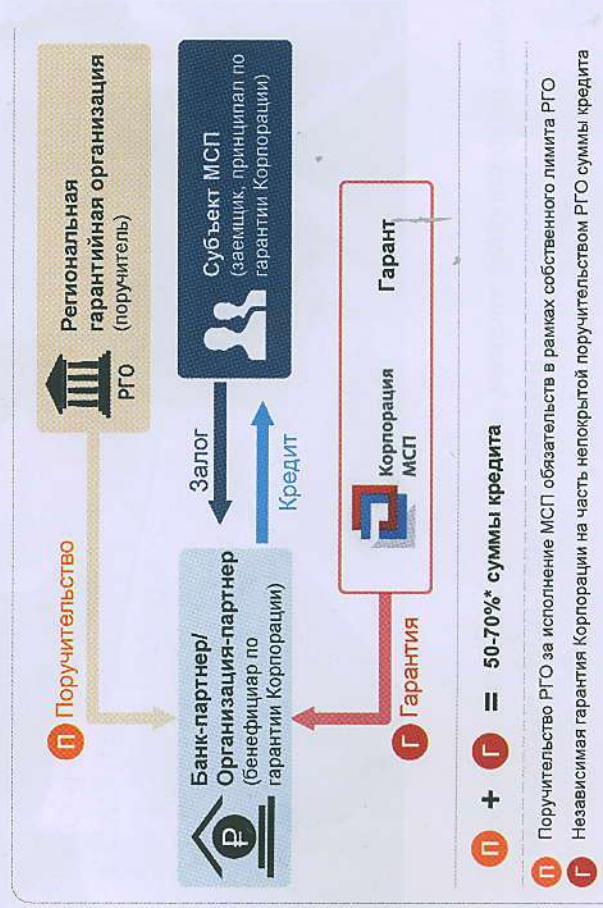 П Поручительство
РГО
Региональная
гарантийная организация
(поручитель)
Банк-партнер/
Организация-партнер
(бенефициар по
гарантии Корпорации)
Залог
Кредит
Субъект МСП
(заемщик, принципал по
гарантии Корпорации)
Г Гарантия
Корпорация
МСП
Гарант
П + Г = 50-70%* суммы кредита
П Поручительство РГО за исполнение МСП обязательств в рамках собственного лимита РГО
Г Независимая гарантия Корпорации на часть непокрытой поручительством РГО суммы кредита